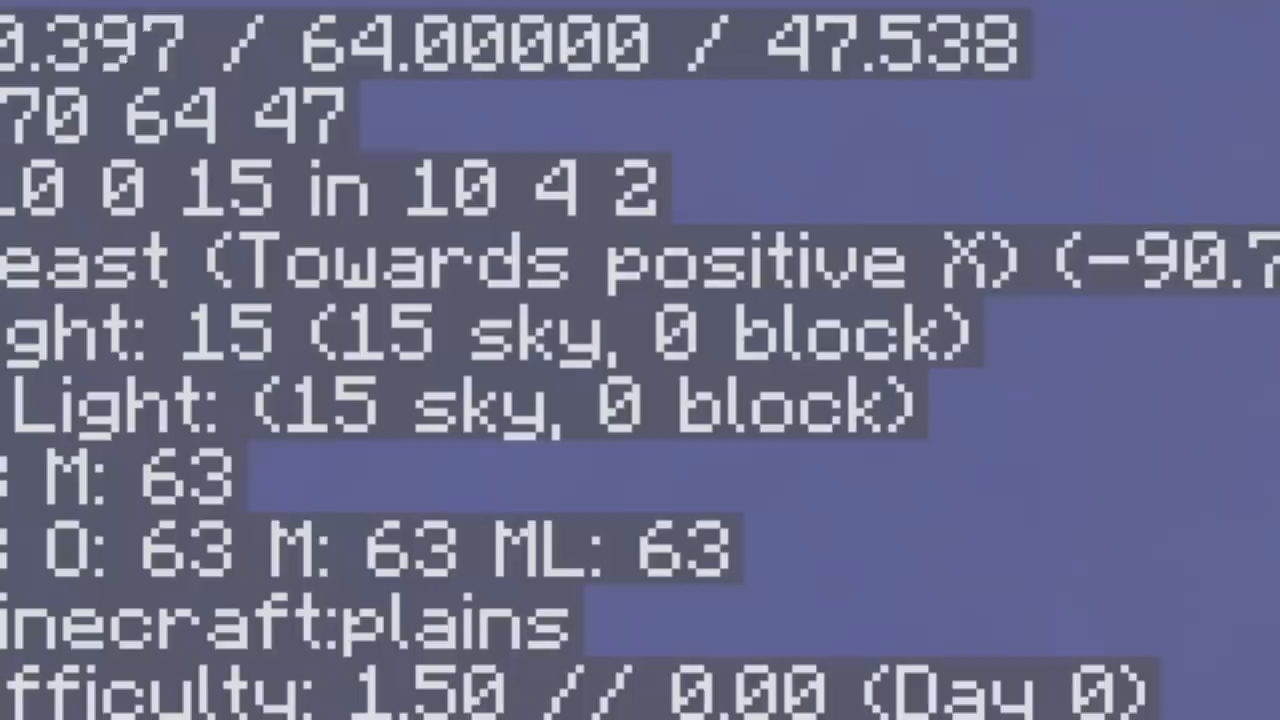 0.397 / 64.00000 / 47.538
70 64 47
10 0 15 in 10 4 2
east (Towards positive X) (-90.7
ght: 15 (15 sky, 0 block)
Light: (15 sky, 0 block)
M: 63
O: 63 M: 63 ML: 63
inecraft:plains
fficulty: 1.50 // 0.00 (Day 0)